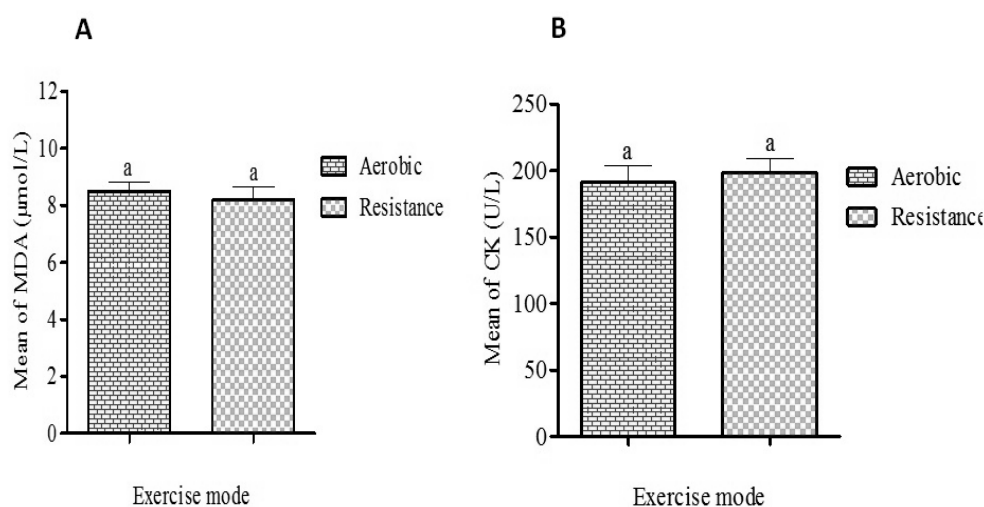 A
Mean of MDA (µmol/L)
12
10
8
6
4
2
0
a
a
Aerobic
Resistance
Exercise mode
B
Mean of CK (U/L)
250
200
150
100
50
0
a
a
Aerobic
Resistance
Exercise mode